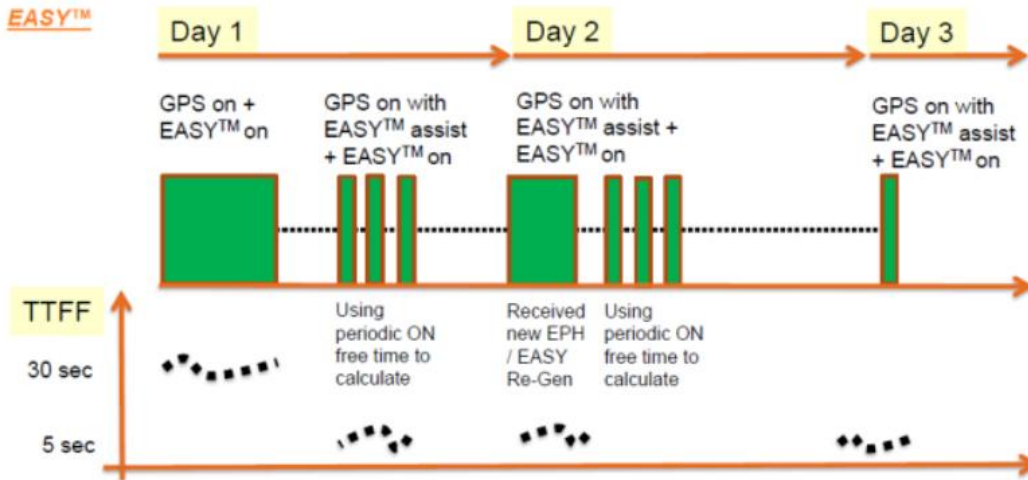 EASY™
Day 1
Day 2
Day 3
GPS on +
EASY™ on
GPS on with
EASY™ assist
+ EASY™ on
GPS on with
EASY™ assist +
EASY™ on
GPS on with
EASY™ assist
+ EASY™ on
TTFF
Using
periodic ON
free time to
calculate
Received
new EPH
/ EASY
Re-Gen
Using
periodic ON
free time to
calculate
30 sec
5 sec